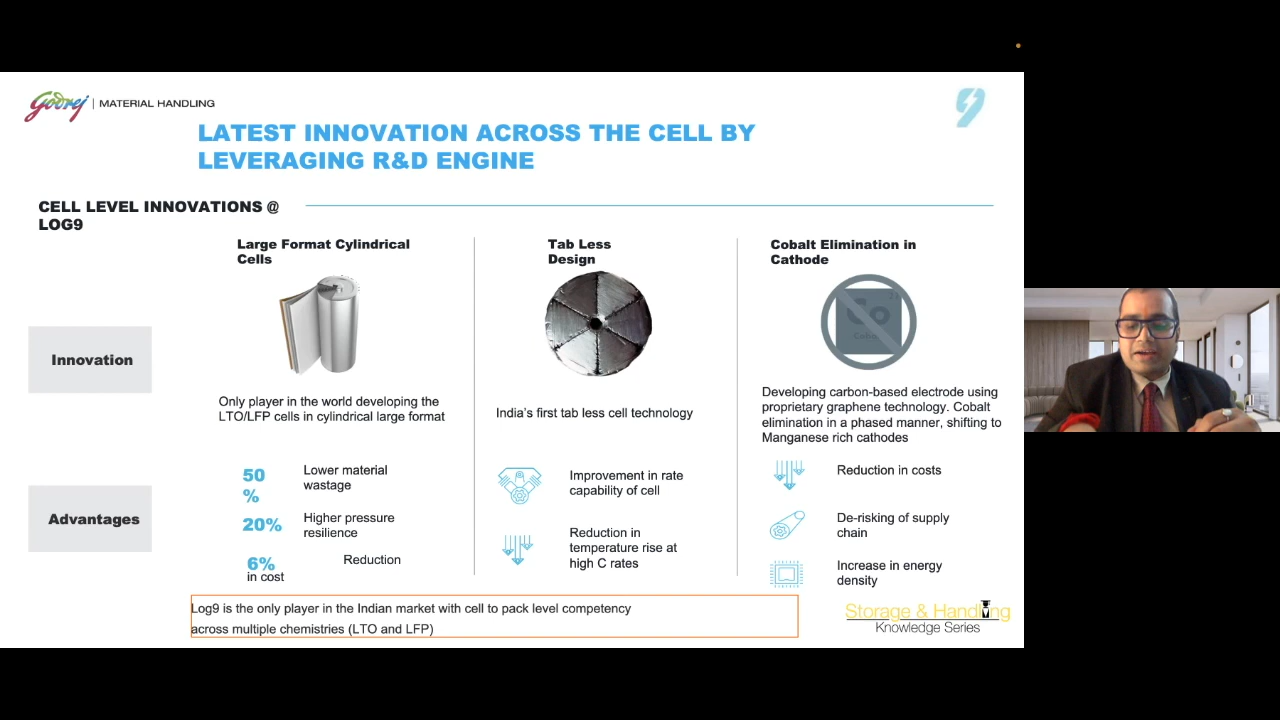 Godrej | MATERIAL HANDLING
9
LATEST INNOVATION ACROSS THE CELL BY
LEVERAGING R&D ENGINE
CELL LEVEL INNOVATIONS @
LOG9
Large Format Cylindrical
Cells
Tab Less
Design
Cobalt Elimination in
Cathode
Co
Innovation
Only player in the world developing the
LTO/LFP cells in cylindrical large format
India's first tab less cell technology
Developing carbon-based electrode using
proprietary graphene technology. Cobalt
elimination in a phased manner, shifting to
Manganese rich cathodes
Advantages
50
%
Lower material
wastage
20%
Higher pressure
resilience
6%
Reduction
in cost
Improvement in rate
capability of cell
Reduction in
temperature rise at
high C rates
Reduction in costs
De-risking of supply
chain
Increase in energy
density
Log9 is the only player in the Indian market with cell to pack level competency
across multiple chemistries (LTO and LFP)
Storage & Handling
Knowledge Series